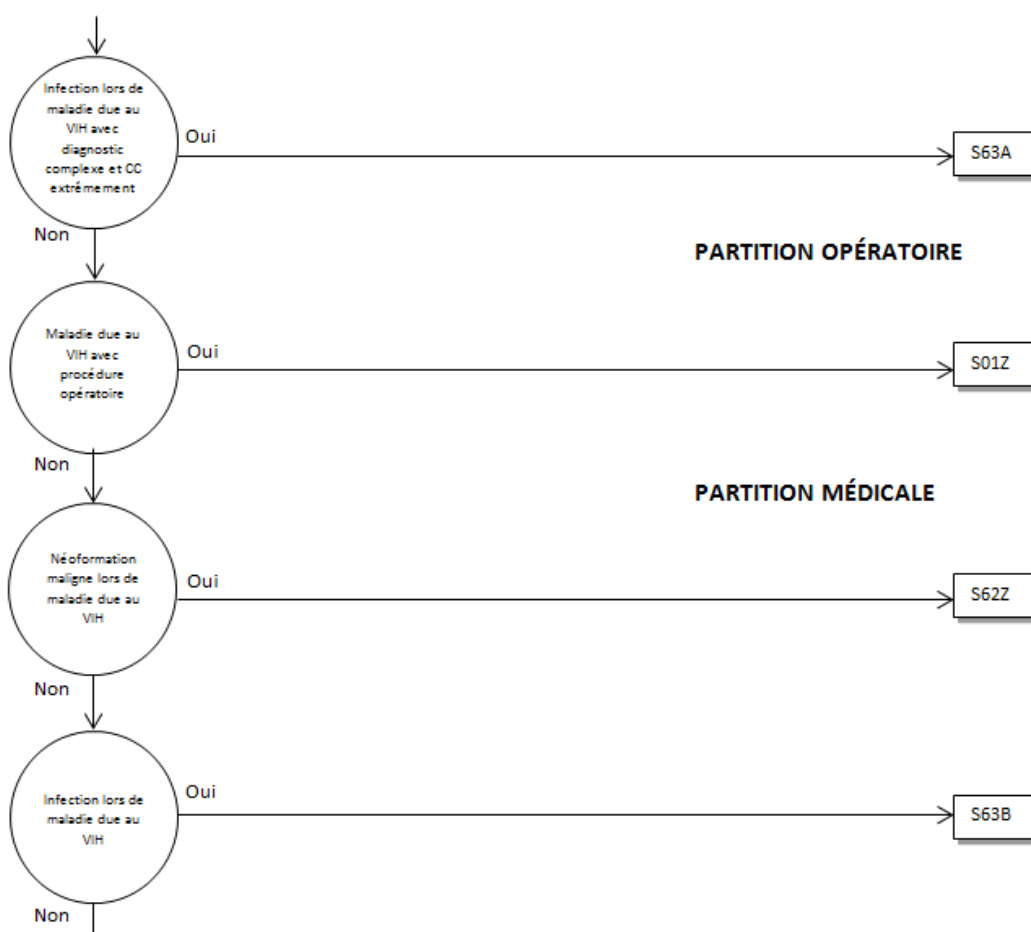 Infection lors de
maladie due au
VIH avec
diagnostic
complexe et CC
extrêmement
Oui
S63A
Non
PARTITION OPÉRATOIRE
Maladie due au
VIH avec
procédure
opératoire
Oui
S01Z
Non
PARTITION MÉDICALE
Néoformation
maligne lors de
maladie due au
VIH
Oui
S62Z
Non
Infection lors de
maladie due au
VIH
Oui
S63B
Non